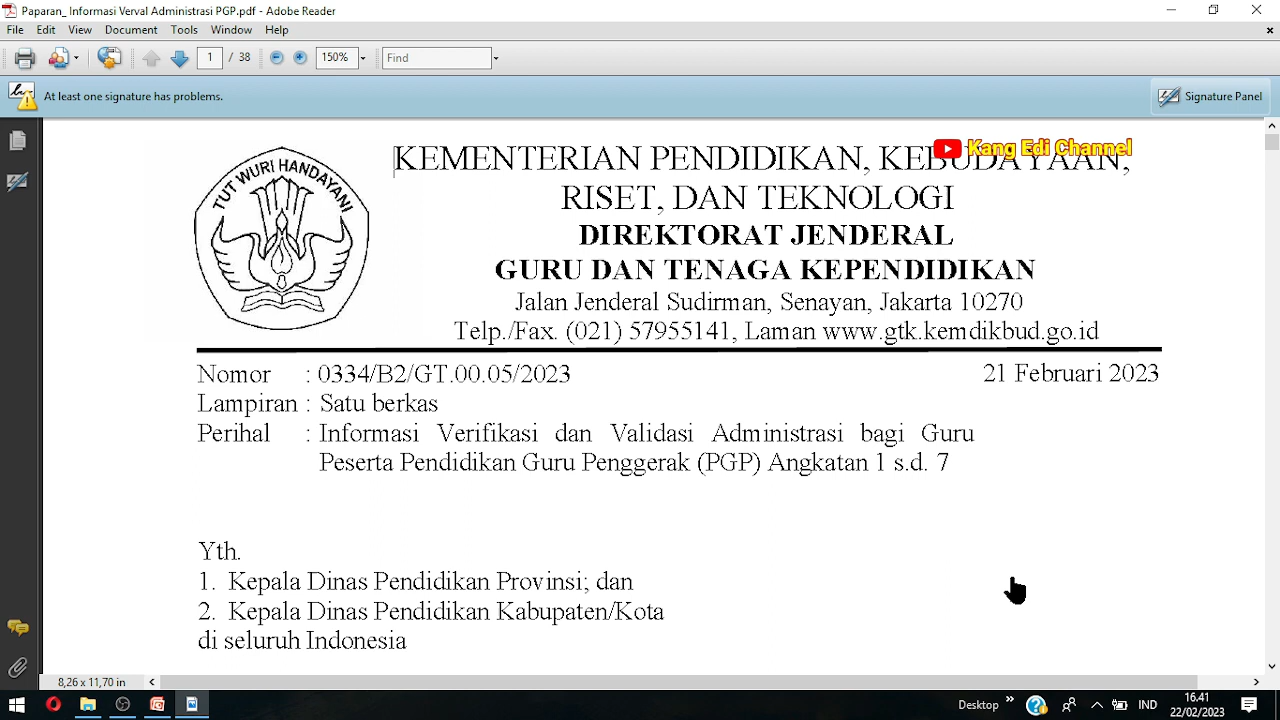 Paparan_ Informasi Verval Administrasi PGP.pdf - Adobe Reader
File Edit View Document Tools Window Help
1 / 38 150% Find
At least one signature has problems.
Signature Panel
Kang Edi Channel
TUT WURI HANDAYANI
KEMENTERIAN PENDIDIKAN, KEBUDAYAAN,
RISET, DAN TEKNOLOGI
DIREKTORAT JENDERAL
GURU DAN TENAGA KEPENDIDIKAN
Jalan Jenderal Sudirman, Senayan, Jakarta 10270
Telp./Fax. (021) 57955141, Laman www.gtk.kemdikbud.go.id
Nomor : 0334/B2/GT.00.05/2023 21 Februari 2023
Lampiran : Satu berkas
Perihal : Informasi Verifikasi dan Validasi Administrasi bagi Guru
Peserta Pendidikan Guru Penggerak (PGP) Angkatan 1 s.d. 7
Yth.
1. Kepala Dinas Pendidikan Provinsi; dan
2. Kepala Dinas Pendidikan Kabupaten/Kota
di seluruh Indonesia
8,26 x 11,70 in
Desktop IND 16.41
22/02/2023